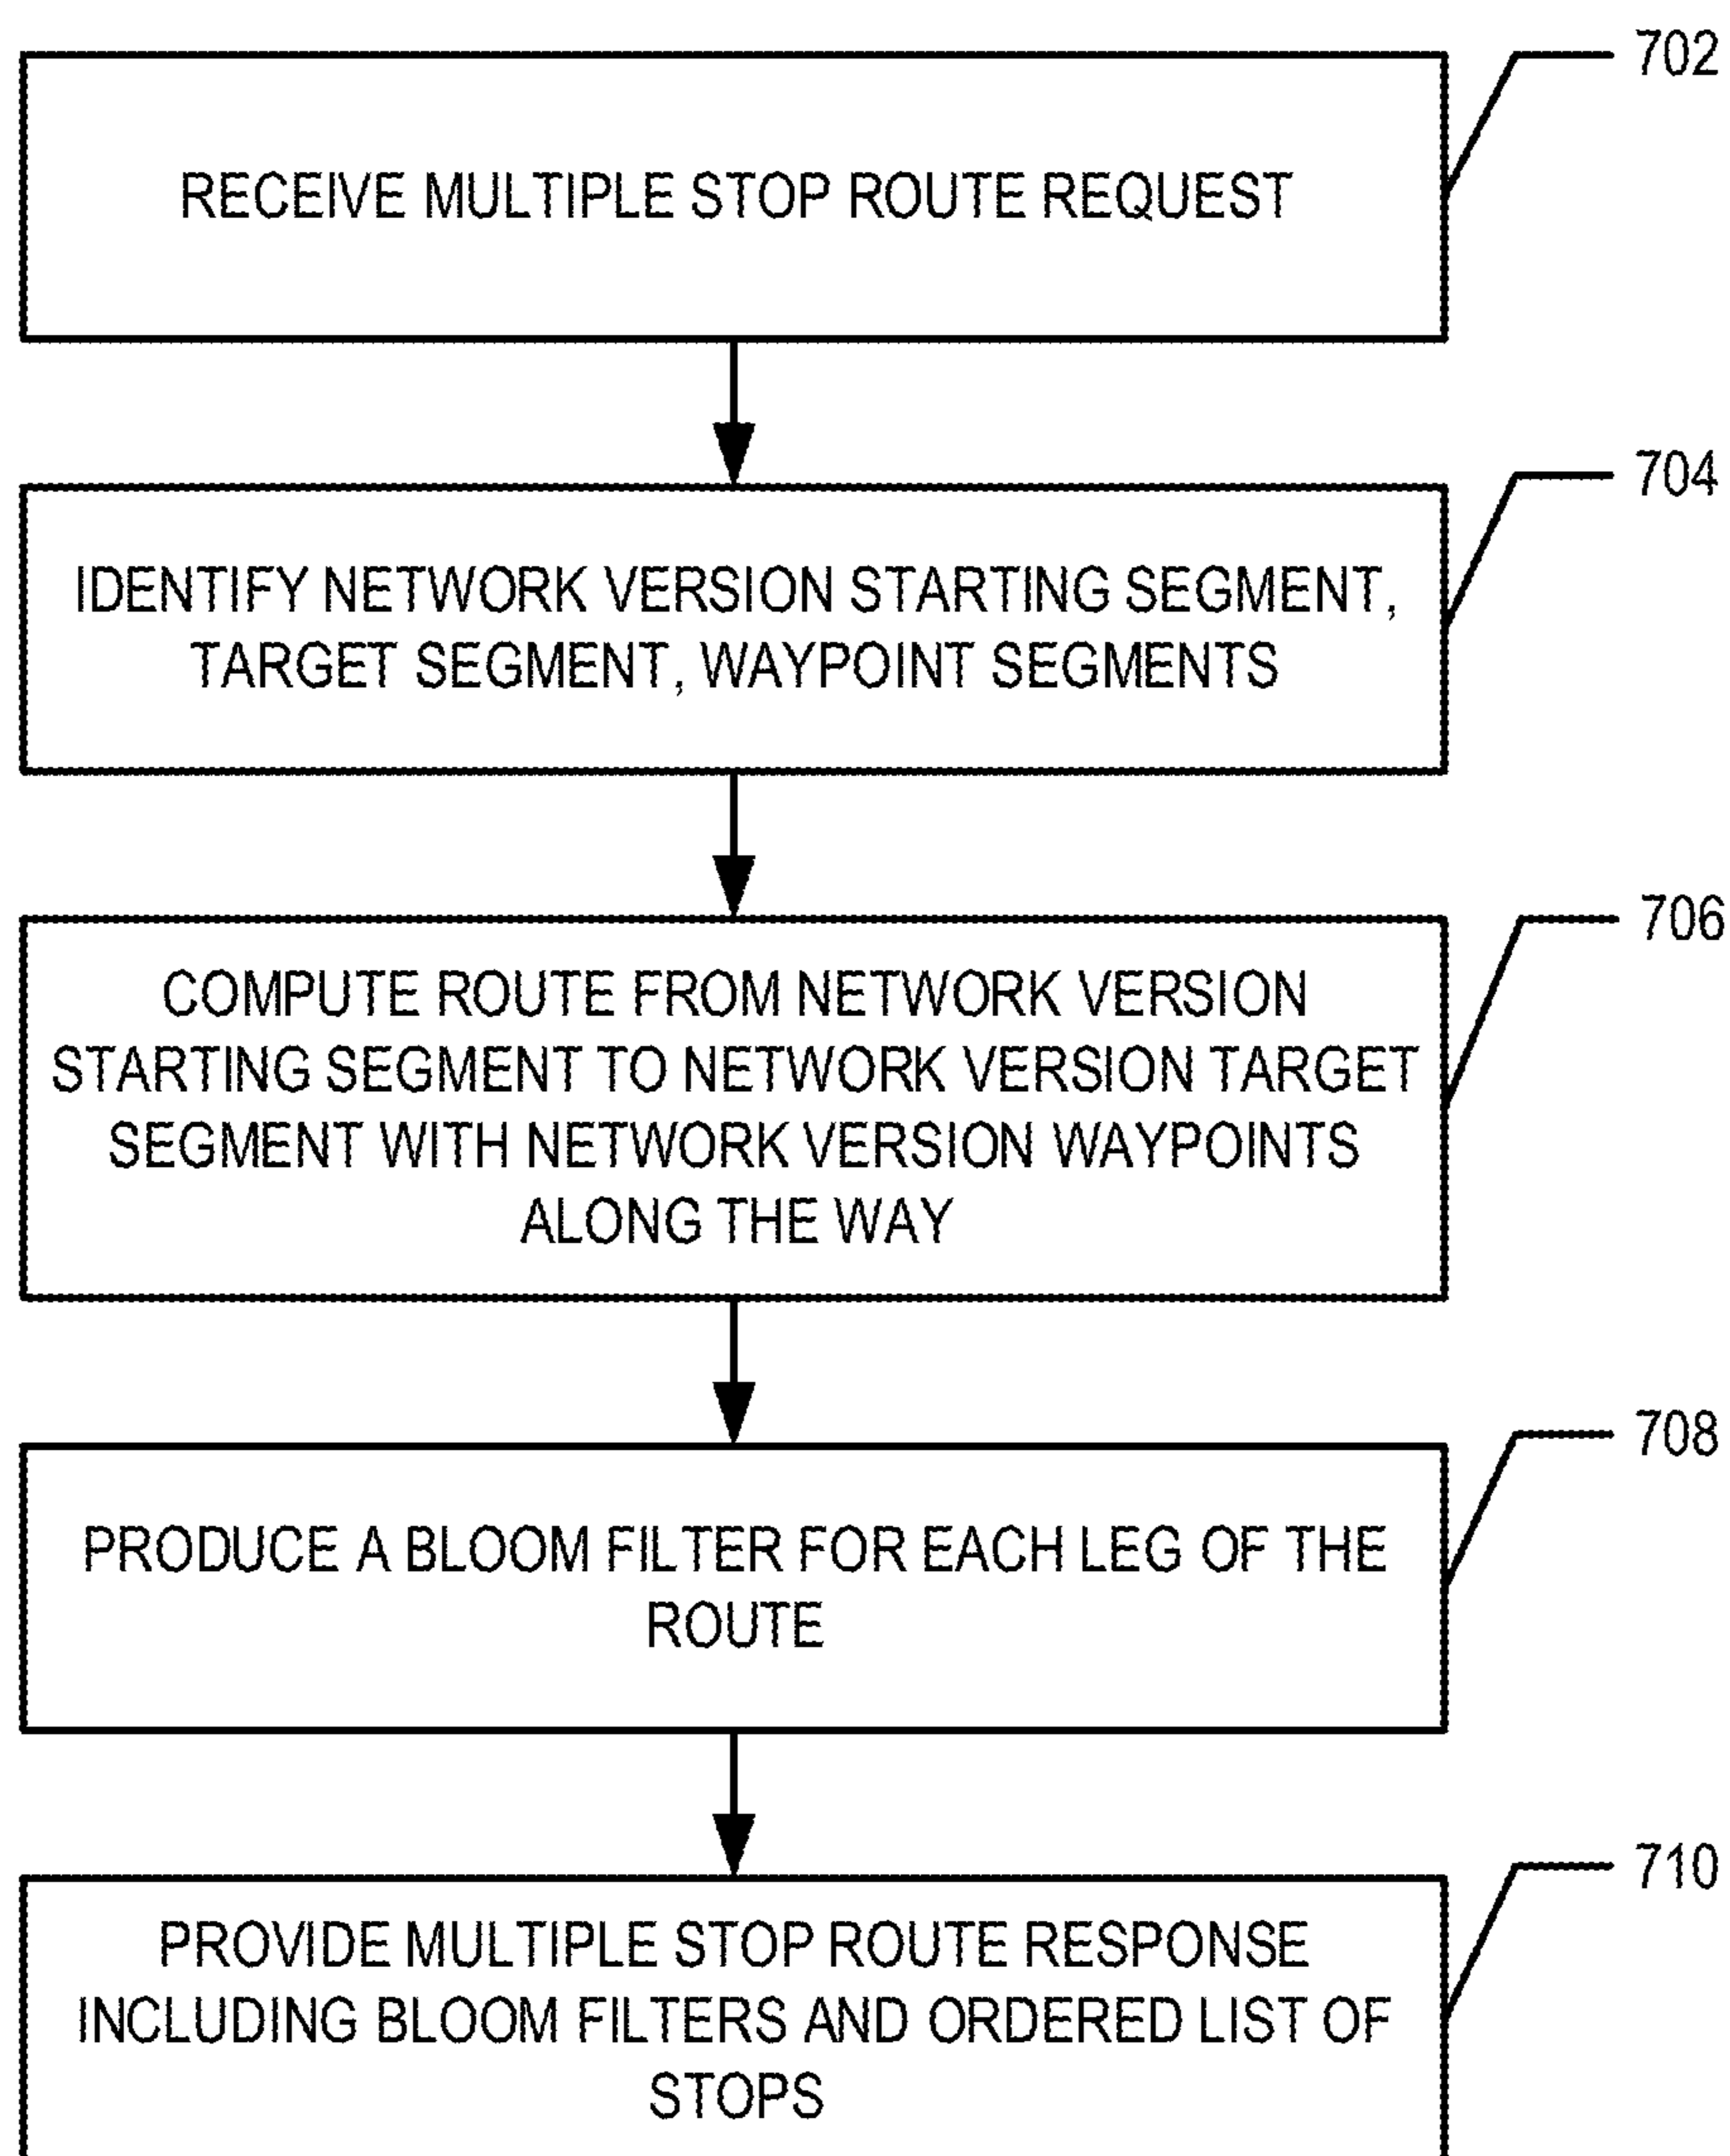 702
RECEIVE MULTIPLE STOP ROUTE REQUEST
704
IDENTIFY NETWORK VERSION STARTING SEGMENT,
TARGET SEGMENT, WAYPOINT SEGMENTS
706
COMPUTE ROUTE FROM NETWORK VERSION
STARTING SEGMENT TO NETWORK VERSION TARGET
SEGMENT WITH NETWORK VERSION WAYPOINTS
ALONG THE WAY
708
PRODUCE A BLOOM FILTER FOR EACH LEG OF THE
ROUTE
710
PROVIDE MULTIPLE STOP ROUTE RESPONSE
INCLUDING BLOOM FILTERS AND ORDERED LIST OF
STOPS